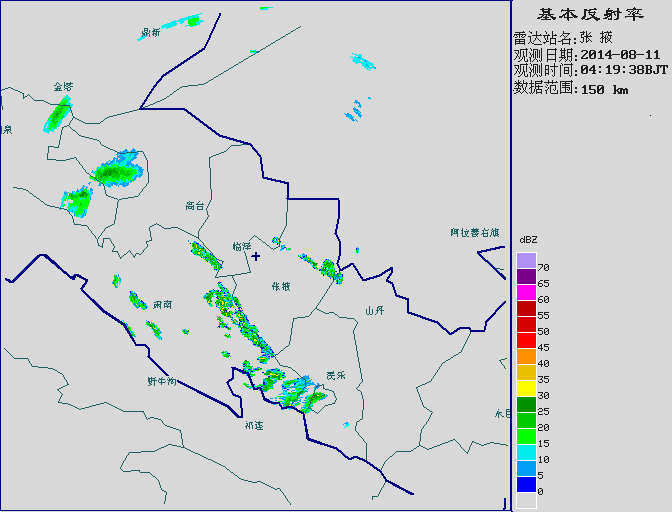 基本反射率
雷达站名:张 掖
观测日期:2014-08-11
观测时间:04:19:38BJT
数据范围:150 km
鼎新
金塔
泉
高台
临泽
阿拉善右旗
张掖
肃南
山丹
野牛沟
民乐
祁连
永昌
dBZ
70
65
60
55
50
45
40
35
30
25
20
15
10
5
0